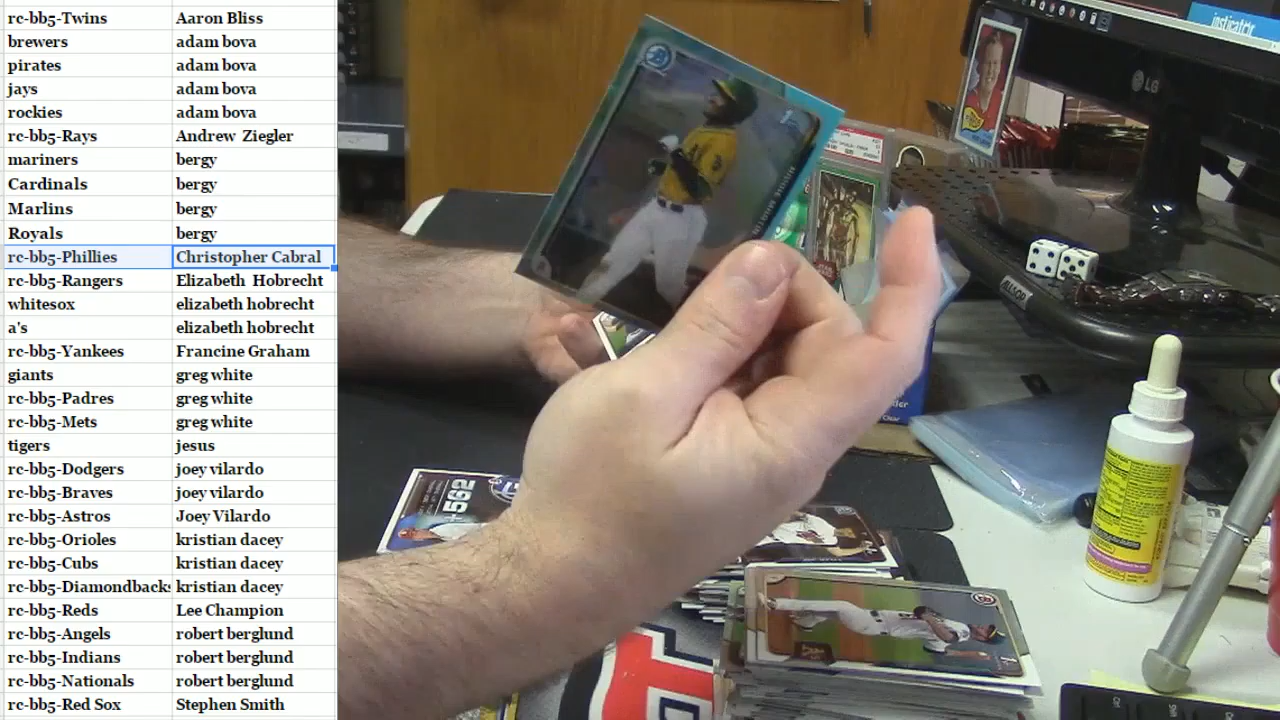 rc-bb5-Twins Aaron Bliss
brewers adam bova
pirates adam bova
jays adam bova
rockies adam bova
rc-bb5-Rays Andrew Ziegler
mariners bergy
Cardinals bergy
Marlins bergy
Royals bergy
rc-bb5-Phillies Christopher Cabral
rc-bb5-Rangers Elizabeth Hobrecht
whitesox elizabeth hobrecht
a's elizabeth hobrecht
rc-bb5-Yankees Francine Graham
giants greg white
rc-bb5-Padres greg white
rc-bb5-Mets greg white
tigers jesus
rc-bb5-Dodgers joey vilardo
rc-bb5-Braves joey vilardo
rc-bb5-Astros Joey Vilardo
rc-bb5-Orioles kristian dacey
rc-bb5-Cubs kristian dacey
rc-bb5-Diamondbacks kristian dacey
rc-bb5-Reds Lee Champion
rc-bb5-Angels robert berglund
rc-bb5-Indians robert berglund
rc-bb5-Nationals robert berglund
rc-bb5-Red Sox Stephen Smith
LG
ALLSOP